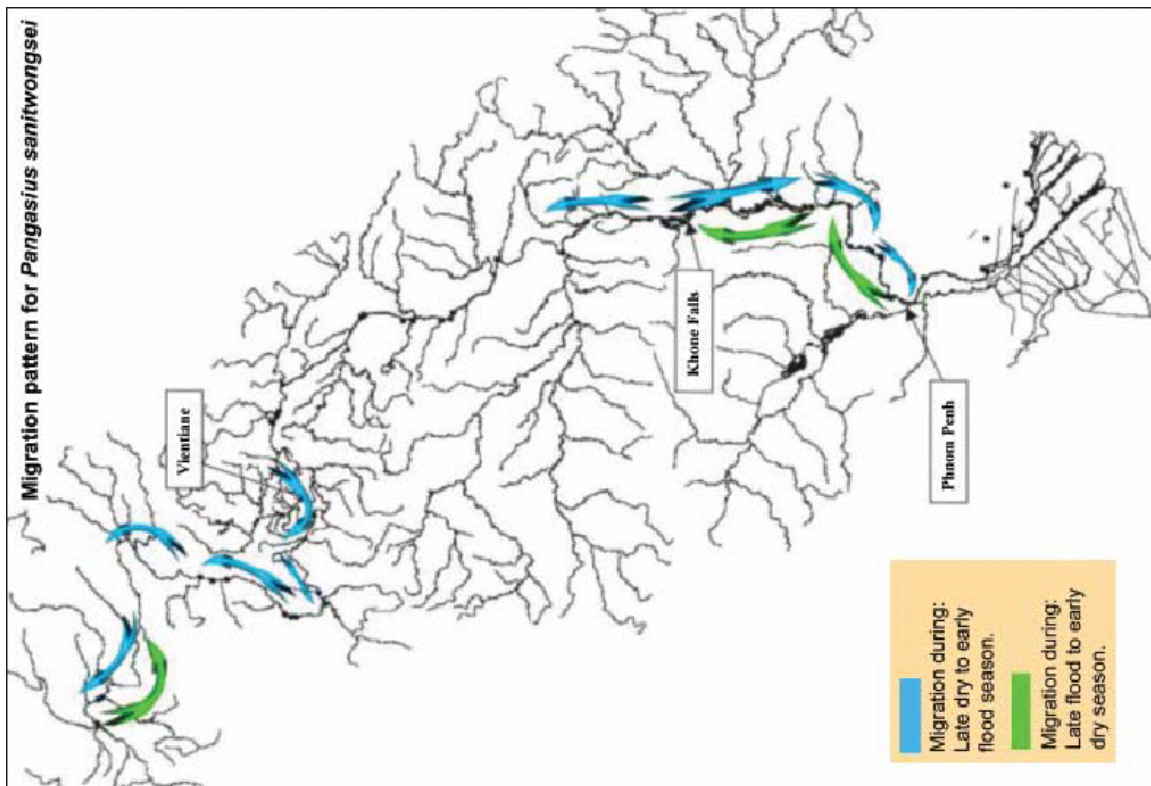 Migration pattern for Pangasius sanitwongsei
Vientiane
Khone Falls
Phnom Penh
Migration during:
Late dry to early
flood season.
Migration during:
Late flood to early
dry season.